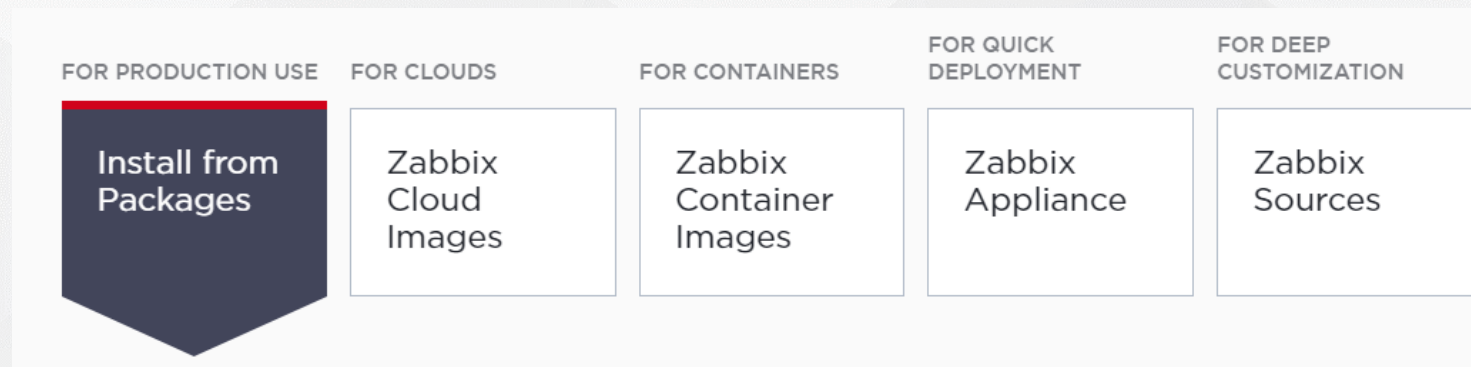 FOR PRODUCTION USE
Install from
Packages
FOR CLOUDS
Zabbix
Cloud
Images
FOR CONTAINERS
Zabbix
Container
Images
FOR QUICK
DEPLOYMENT
Zabbix
Appliance
FOR DEEP
CUSTOMIZATION
Zabbix
Sources